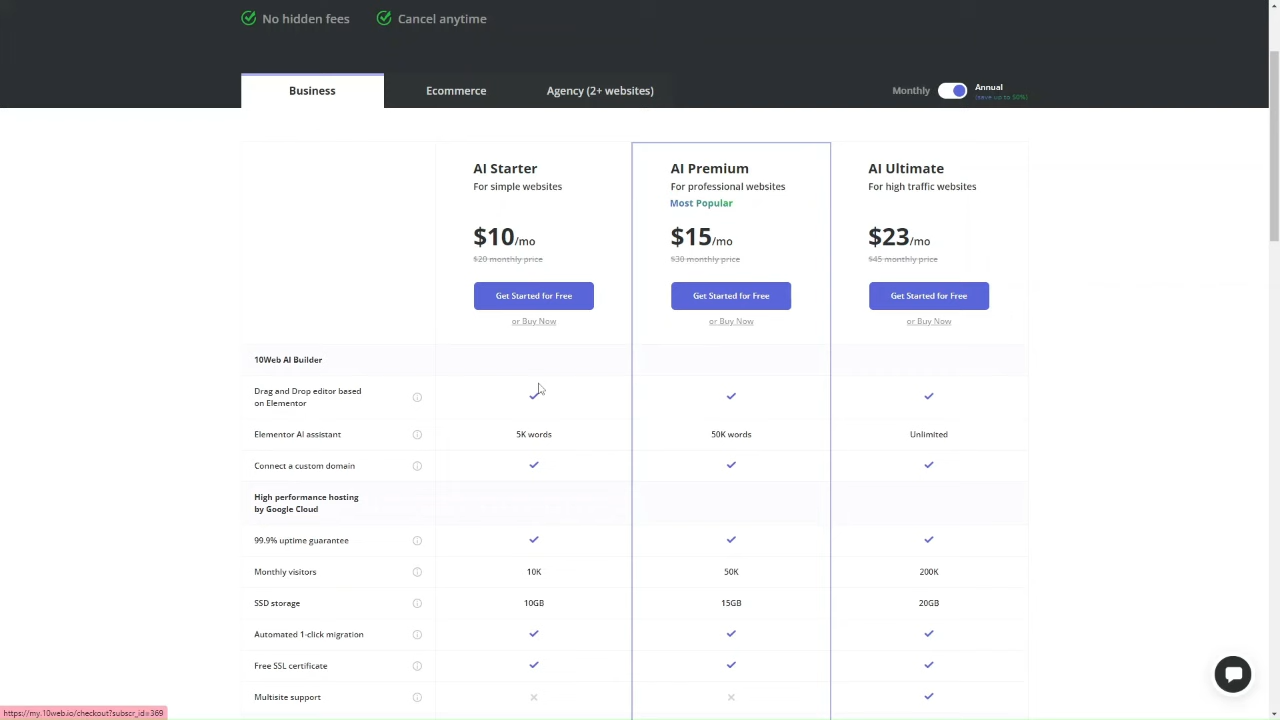 No hidden fees
Cancel anytime
Business
Ecommerce
Agency (2+ websites)
Monthly
Annual
(save up to 50%)
AI Starter
For simple websites
$10/mo
$20 monthly price
Get Started for Free
or Buy Now
AI Premium
For professional websites
Most Popular
$15/mo
$30 monthly price
Get Started for Free
or Buy Now
AI Ultimate
For high traffic websites
$23/mo
$45 monthly price
Get Started for Free
or Buy Now
10Web AI Builder
Drag and Drop editor based
on Elementor
Elementor AI assistant
5K words
50K words
Unlimited
Connect a custom domain
High performance hosting
by Google Cloud
99.9% uptime guarantee
Monthly visitors
10K
50K
200K
SSD storage
10GB
15GB
20GB
Automated 1-click migration
Free SSL certificate
Multisite support
https://my.10web.io/checkout?subscr_id=369